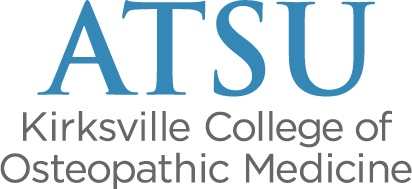 ATSU
Kirksville College of
Osteopathic Medicine